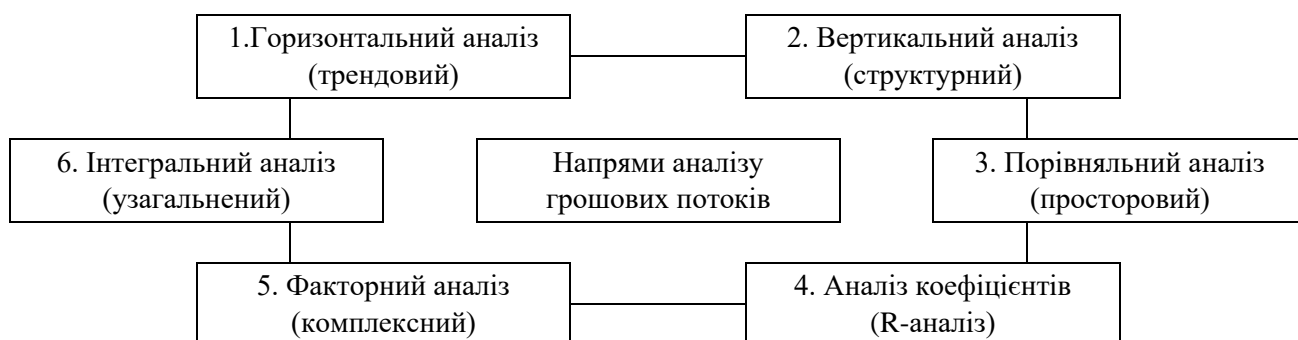 1.Горизонтальний аналіз
(трендовий)
2. Вертикальний аналіз
(структурний)
6. Інтегральний аналіз
(узагальнений)
Напрями аналізу
грошових потоків
3. Порівняльний аналіз
(просторовий)
5. Факторний аналіз
(комплексний)
4. Аналіз коефіцієнтів
(R-аналіз)